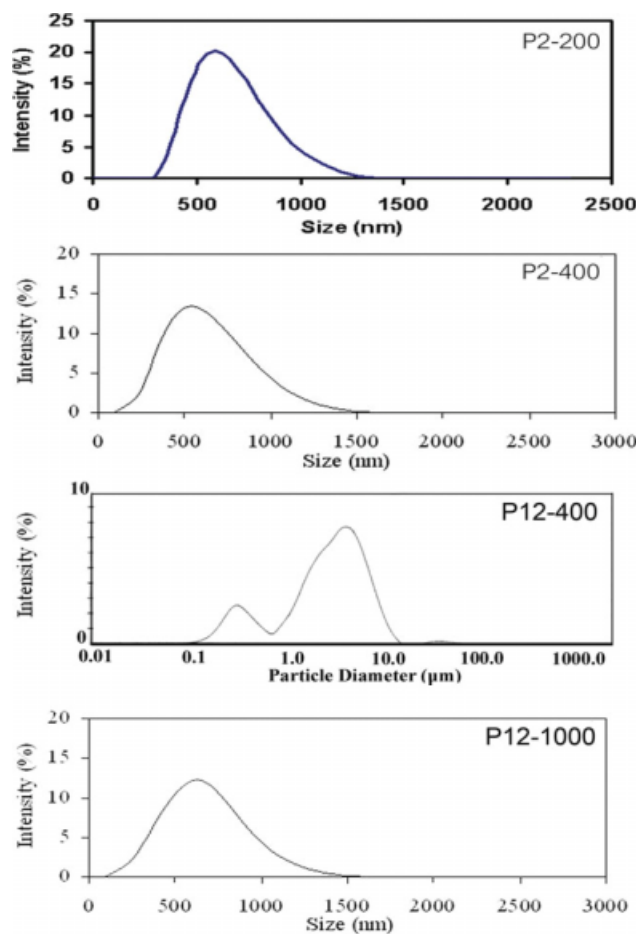 25
P2-200
20
15
10
5
0
Intensity (%)
0 500 1000 1500 2000 2500
Size (nm)
20
P2-400
15
10
5
0
Intensity (%)
0 500 1000 1500 2000 2500 3000
Size (nm)
10
P12-400
Intensity (%)
0
0.01 0.1 1.0 10.0 100.0 1000.0
Particle Diameter (µm)
20
P12-1000
15
10
5
0
Intensity (%)
0 500 1000 1500 2000 2500 3000
Size (nm)